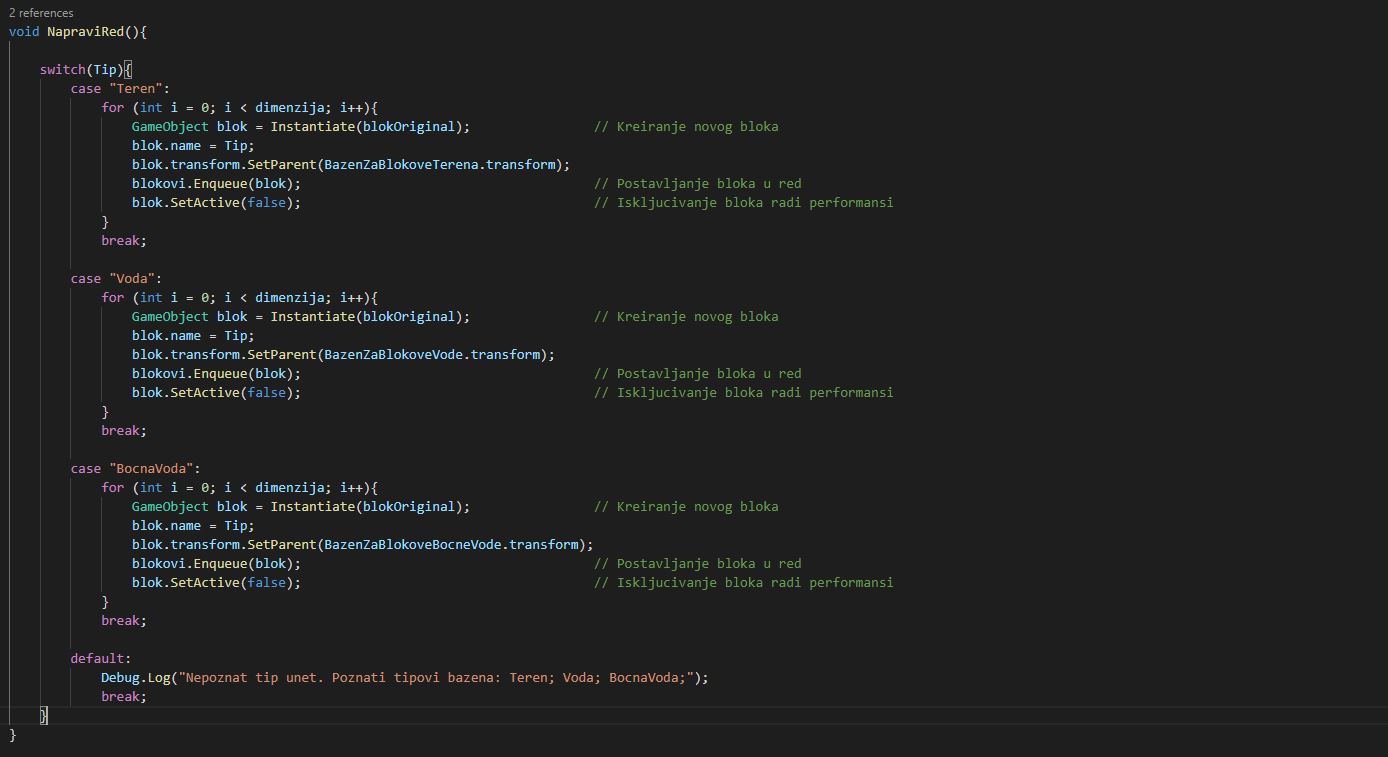 2 references
void NapraviRed(){
switch(Tip){
case "Teren":
for (int i = 0; i < dimenzija; i++){
GameObject blok = Instantiate(blokOriginal); // Kreiranje novog bloka
blok.name = Tip;
blok.transform.SetParent(BazenZaBlokoveTerena.transform);
blokovi.Enqueue(blok); // Postavljanje bloka u red
blok.SetActive(false); // Iskljucivanje bloka radi performansi
}
break;
case "Voda":
for (int i = 0; i < dimenzija; i++){
GameObject blok = Instantiate(blokOriginal); // Kreiranje novog bloka
blok.name = Tip;
blok.transform.SetParent(BazenZaBlokoveVode.transform);
blokovi.Enqueue(blok); // Postavljanje bloka u red
blok.SetActive(false); // Iskljucivanje bloka radi performansi
}
break;
case "BocnaVoda":
for (int i = 0; i < dimenzija; i++){
GameObject blok = Instantiate(blokOriginal); // Kreiranje novog bloka
blok.name = Tip;
blok.transform.SetParent(BazenZaBlokoveBocneVode.transform);
blokovi.Enqueue(blok); // Postavljanje bloka u red
blok.SetActive(false); // Iskljucivanje bloka radi performansi
}
break;
default:
Debug.Log("Nepoznat tip unet. Poznati tipovi bazena: Teren; Voda; BocnaVoda;");
break;
}
}